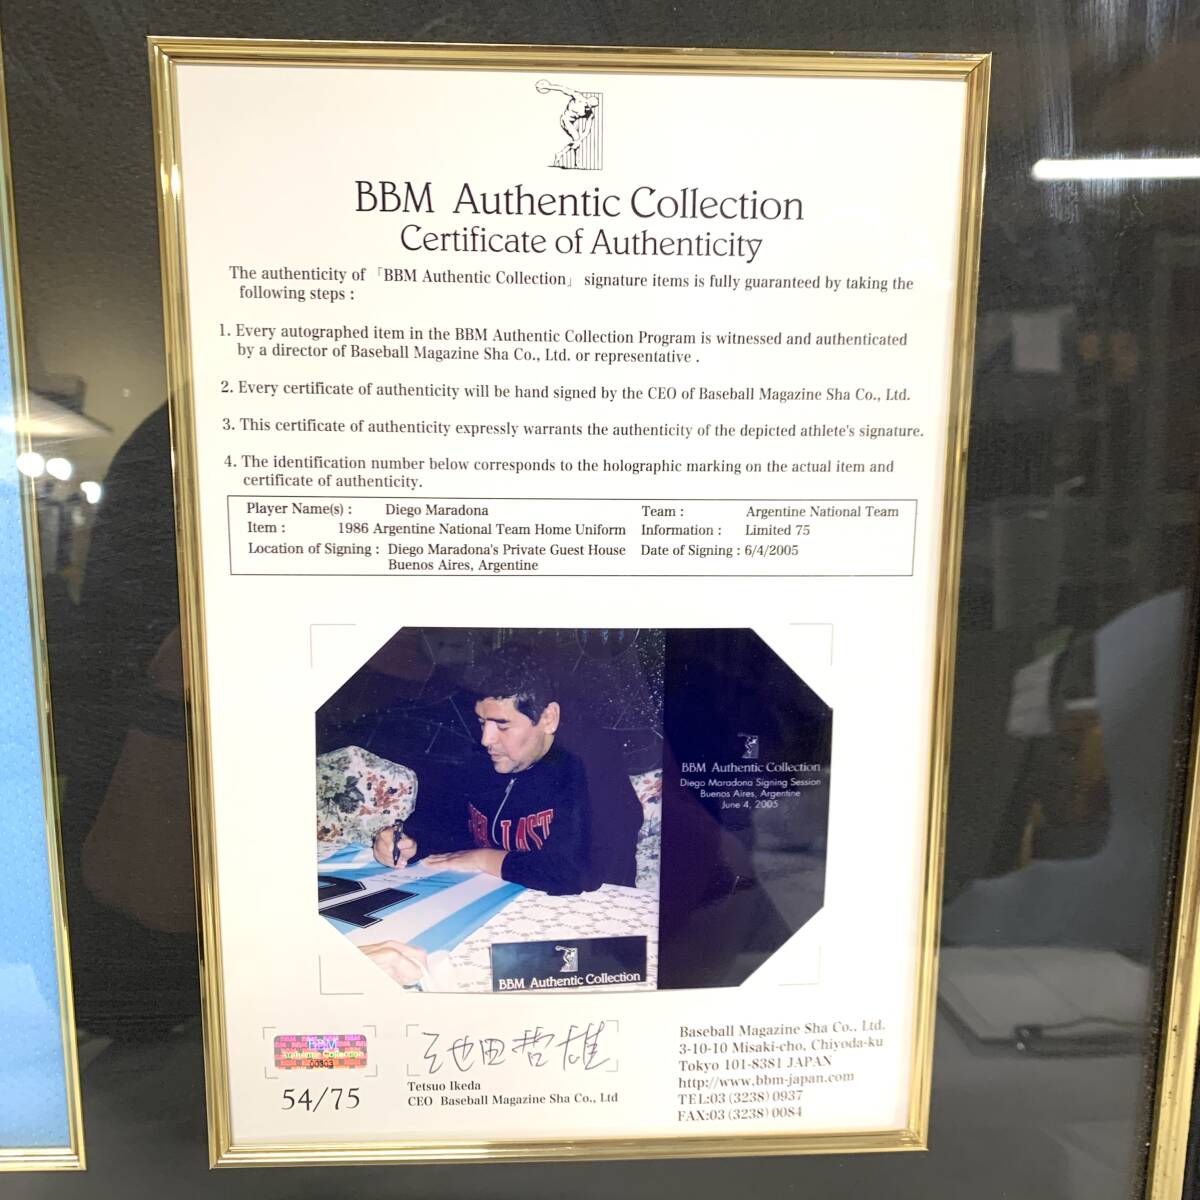 BBM Authentic Collection
Certificate of Authenticity
The authenticity of 「BBM Authentic Collection」 signature items is fully guaranteed by taking the
following steps :
1. Every autographed item in the BBM Authentic Collection Program is witnessed and authenticated
by a director of Baseball Magazine Sha Co., Ltd. or representative .
2. Every certificate of authenticity will be hand signed by the CEO of Baseball Magazine Sha Co., Ltd.
3. This certificate of authenticity expressly warrants the authenticity of the depicted athlete's signature.
4. The identification number below corresponds to the holographic marking on the actual item and
certificate of authenticity.
Player Name(s) : Diego Maradona Team : Argentine National Team
Item : 1986 Argentine National Team Home Uniform Information : Limited 75
Location of Signing : Diego Maradona's Private Guest House Date of Signing : 6/4/2005
Buenos Aires, Argentine
BBM Authentic Collection
Diego Maradona Signing Session
Buenos Aires, Argentine
June 4, 2005
LAST
BBM Authentic Collection
BBM
Authentic Collection
54/75
池田哲雄
Tetsuo Ikeda
CEO Baseball Magazine Sha Co., Ltd
Baseball Magazine Sha Co., Ltd.
3-10-10 Misaki-cho, Chiyoda-ku
Tokyo 101-8381 JAPAN
http://www.bbm-japan.com
TEL:03 (3238) 0937
FAX:03 (3238) 0084